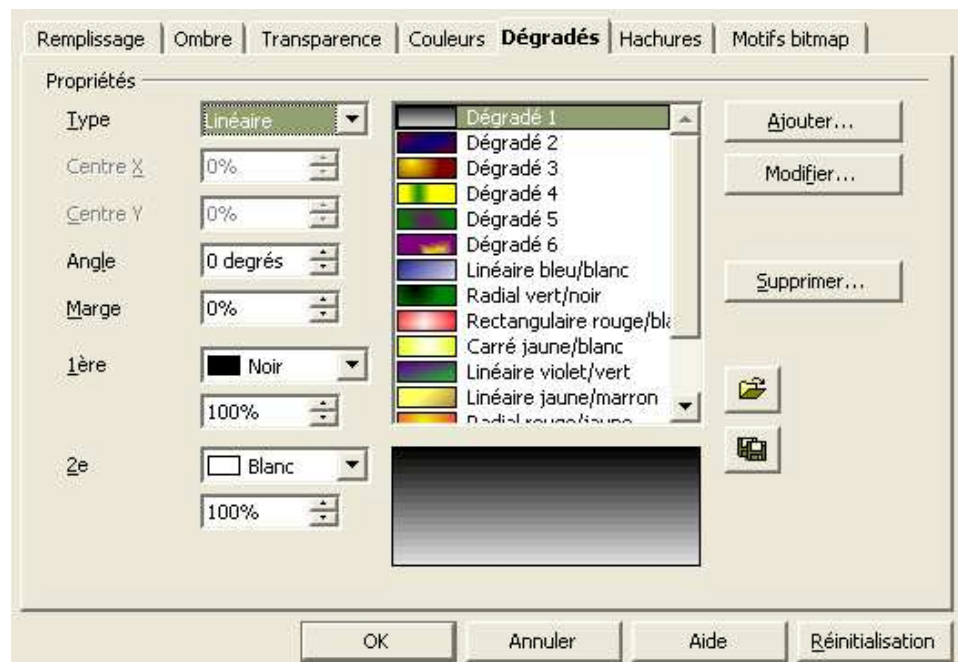 Remplissage Ombre Transparence Couleurs Dégradés Hachures Motifs bitmap
Propriétés
Type Linéaire
Centre X 0%
Centre Y 0%
Angle 0 degrés
Marge 0%
1ère Noir
100%
2e Blanc
100%
Dégradé 1
Dégradé 2
Dégradé 3
Dégradé 4
Dégradé 5
Dégradé 6
Linéaire bleu/blanc
Radial vert/noir
Rectangulaire rouge/bla
Carré jaune/blanc
Linéaire violet/vert
Linéaire jaune/marron
Radial rouge/jaune
Ajouter...
Modifier...
Supprimer...
OK Annuler Aide Réinitialisation